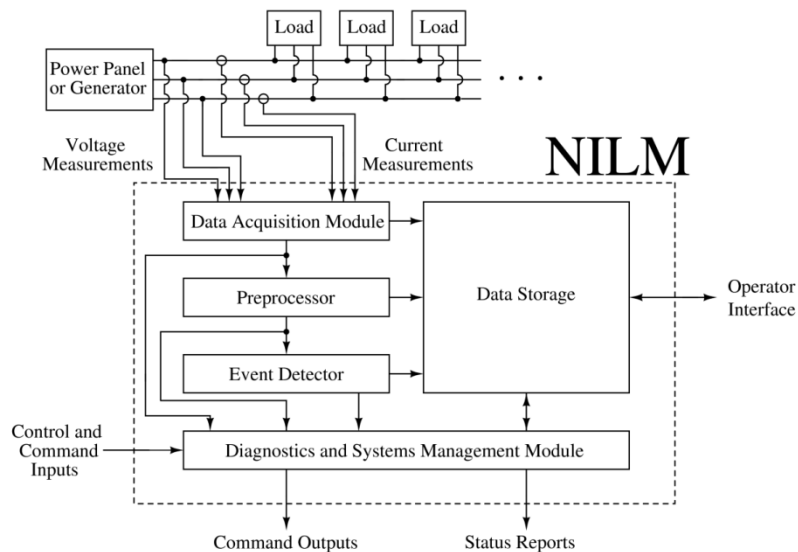 Load
Load
Load
Power Panel
or Generator
. . .
Voltage
Measurements
Current
Measurements
NILM
Data Acquisition Module
Preprocessor
Data Storage
Operator
Interface
Event Detector
Control and
Command
Inputs
Diagnostics and Systems Management Module
Command Outputs
Status Reports